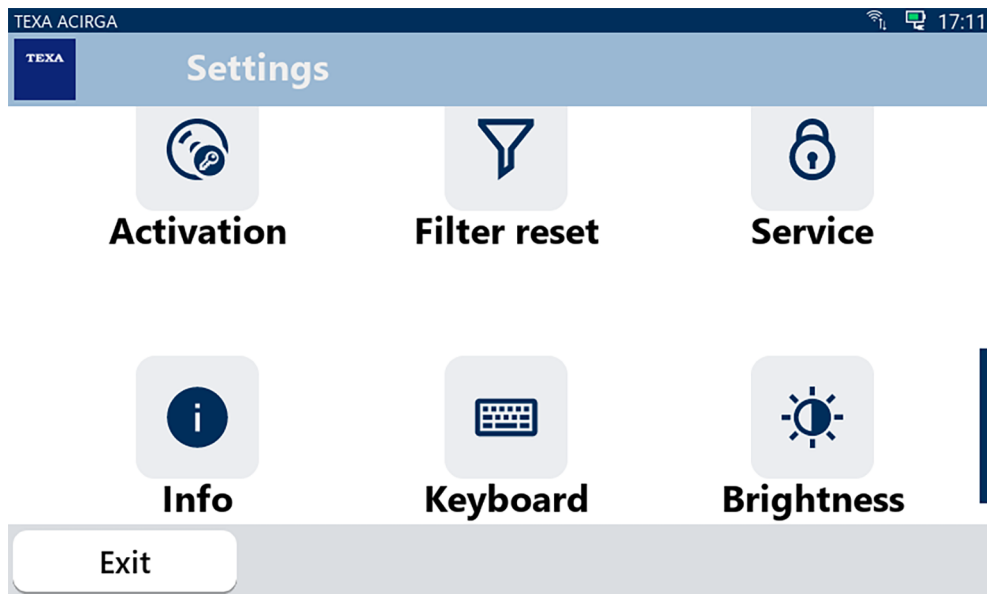 TEXA ACIRGA 17:11
TEXA Settings
Activation Filter reset Service
Info Keyboard Brightness
Exit